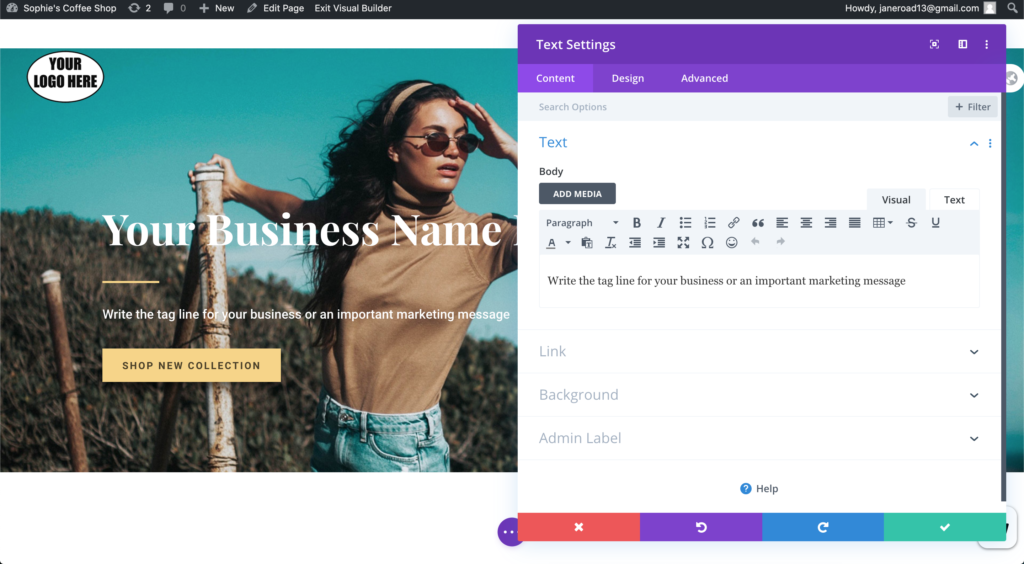 Sophie's Coffee Shop 2 0 New Edit Page Exit Visual Builder Howdy, janeroad13@gmail.com
YOUR
LOGO HERE
Your Business Name
Write the tag line for your business or an important marketing message
SHOP NEW COLLECTION
Text Settings
Content Design Advanced
Search Options + Filter
Text
Body
ADD MEDIA
Visual Text
Paragraph B I U
A
Write the tag line for your business or an important marketing message
Link
Background
Admin Label
Help